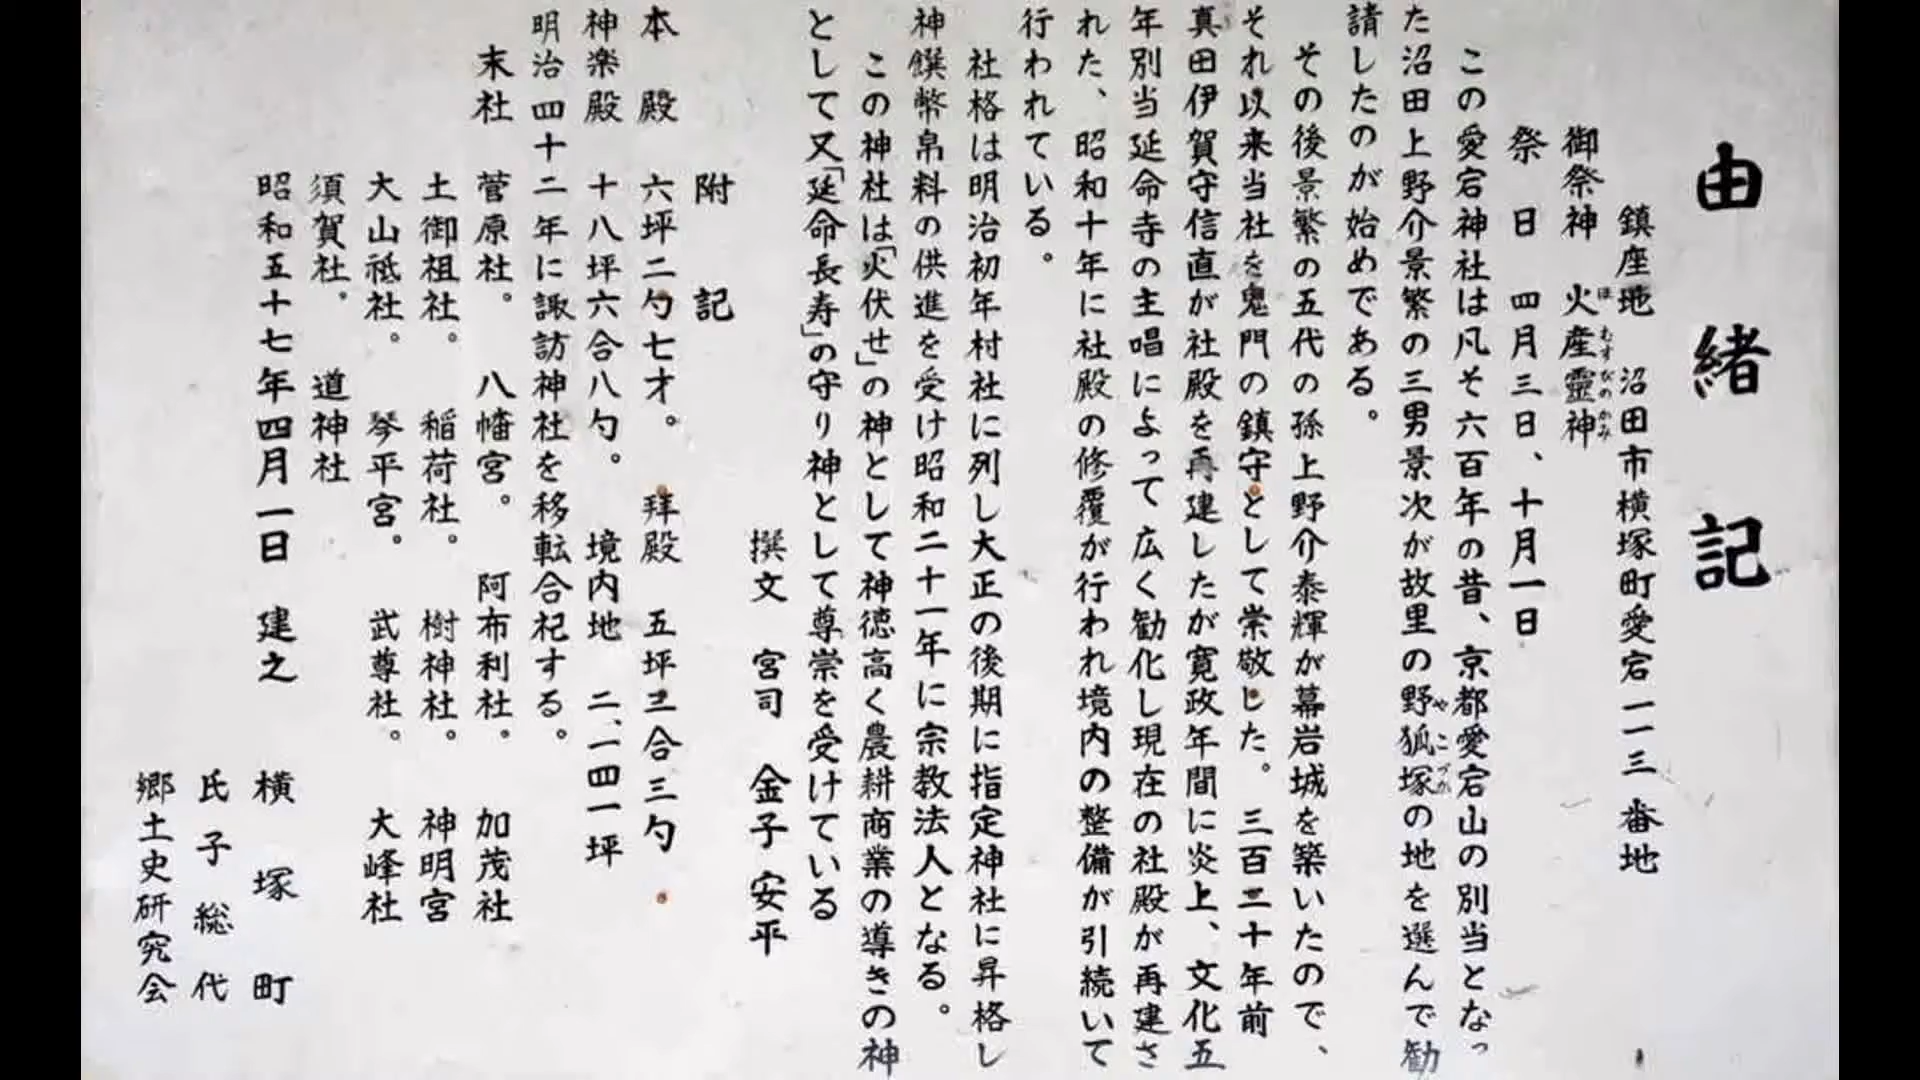 由緒記
鎮座地　沼田市横塚町愛宕一一三番地
御祭神　火産靈神
ほむすびのかみ
祭日　四月三日、十月一日
この愛宕神社は凡そ六百年の昔、京都愛宕山の別当となっ
た沼田上野介景繁の三男景次が故里の野狐塚の地を選んで勧
やこづか
請したのが始めである。
その後景繁の五代の孫上野介泰輝が幕岩城を築いたので、
それ以来当社を鬼門の鎮守として崇敬した。三百二十年前
真田伊賀守信直が社殿を再建したが寛政年間に炎上、文化五
年別当延命寺の主唱によって広く勧化し現在の社殿が再建さ
れた、昭和十年に社殿の修覆が行われ境内の整備が引続いて
行われている。
社格は明治初年村社に列し大正の後期に指定神社に昇格し
神饌幣帛料の供進を受け昭和二十一年に宗教法人となる。
この神社は「火伏せ」の神として神徳高く農耕商業の導きの神
として又「延命長寿」の守り神として尊崇を受けている
撰文　宮司　金子安平
附記
本殿　六坪二勺七才。　拝殿　五坪三合三勺
神楽殿　十八坪六合八勺。　境内地　二、一四一坪
明治四十二年に諏訪神社を移転合祀する。
末社　菅原社。　八幡宮。　阿布利社。　加茂社
土御祖社。　稲荷社。　樹神社。　神明宮
大山祗社。　琴平宮。　武尊社。　大峰社
須賀社。　道神社
昭和五十七年四月一日　建之　横塚町
氏子総代
郷土史研究会